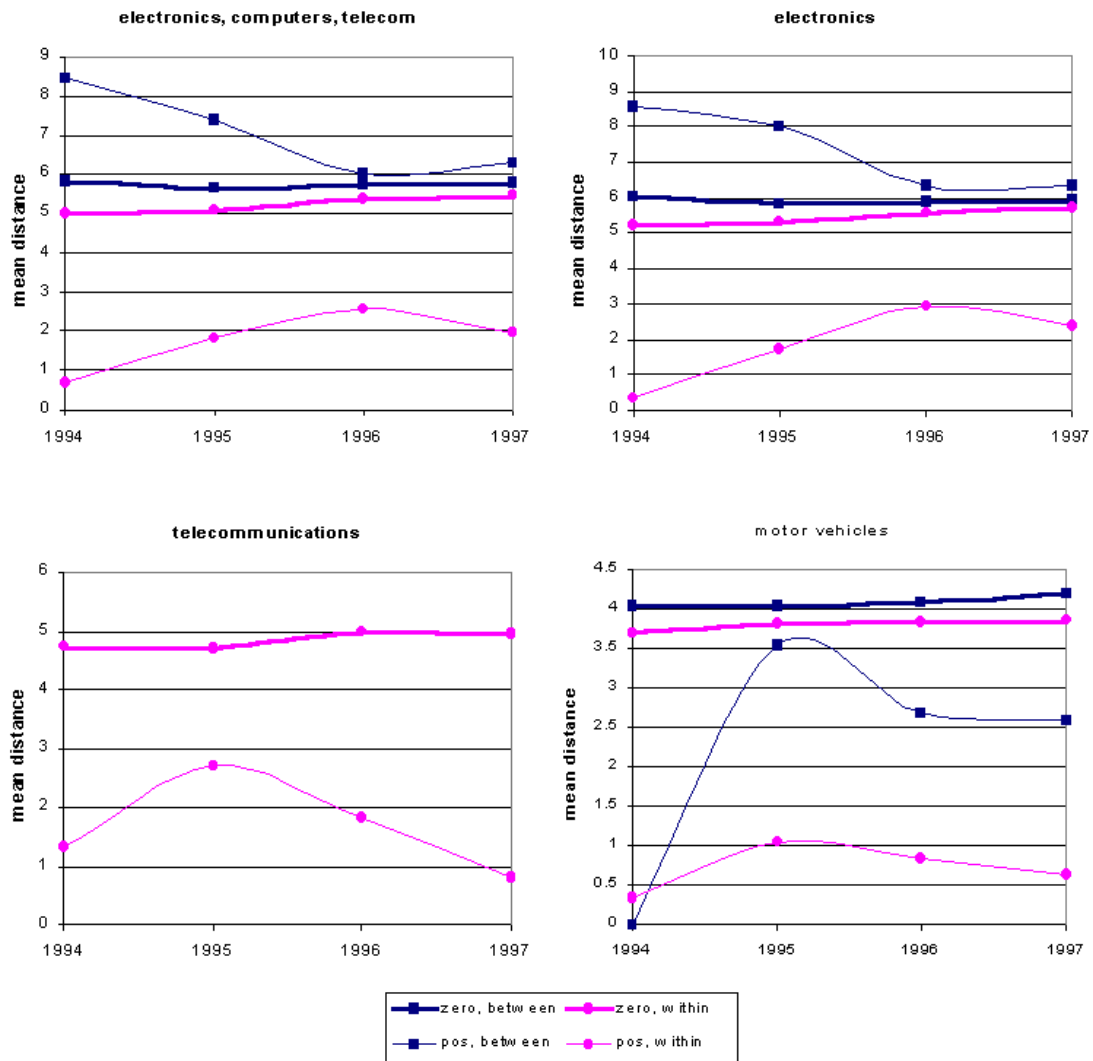 electronics, computers, telecom
mean distance
9
8
7
6
5
4
3
2
1
0
1994 1995 1996 1997
electronics
mean distance
10
9
8
7
6
5
4
3
2
1
0
1994 1995 1996 1997
telecommunications
mean distance
6
5
4
3
2
1
0
1994 1995 1996 1997
motor vehicles
mean distance
4.5
4
3.5
3
2.5
2
1.5
1
0.5
0
1994 1995 1996 1997
zero, between zero, within
pos, between pos, within